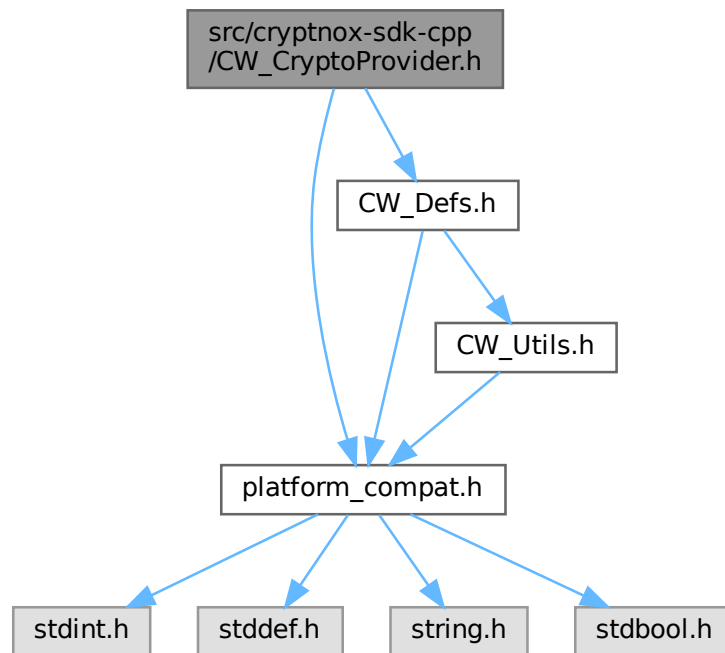 src/cryptnox-sdk-cpp
/CW_CryptoProvider.h
CW_Defs.h
CW_Utils.h
platform_compat.h
stdint.h
stddef.h
string.h
stdbool.h